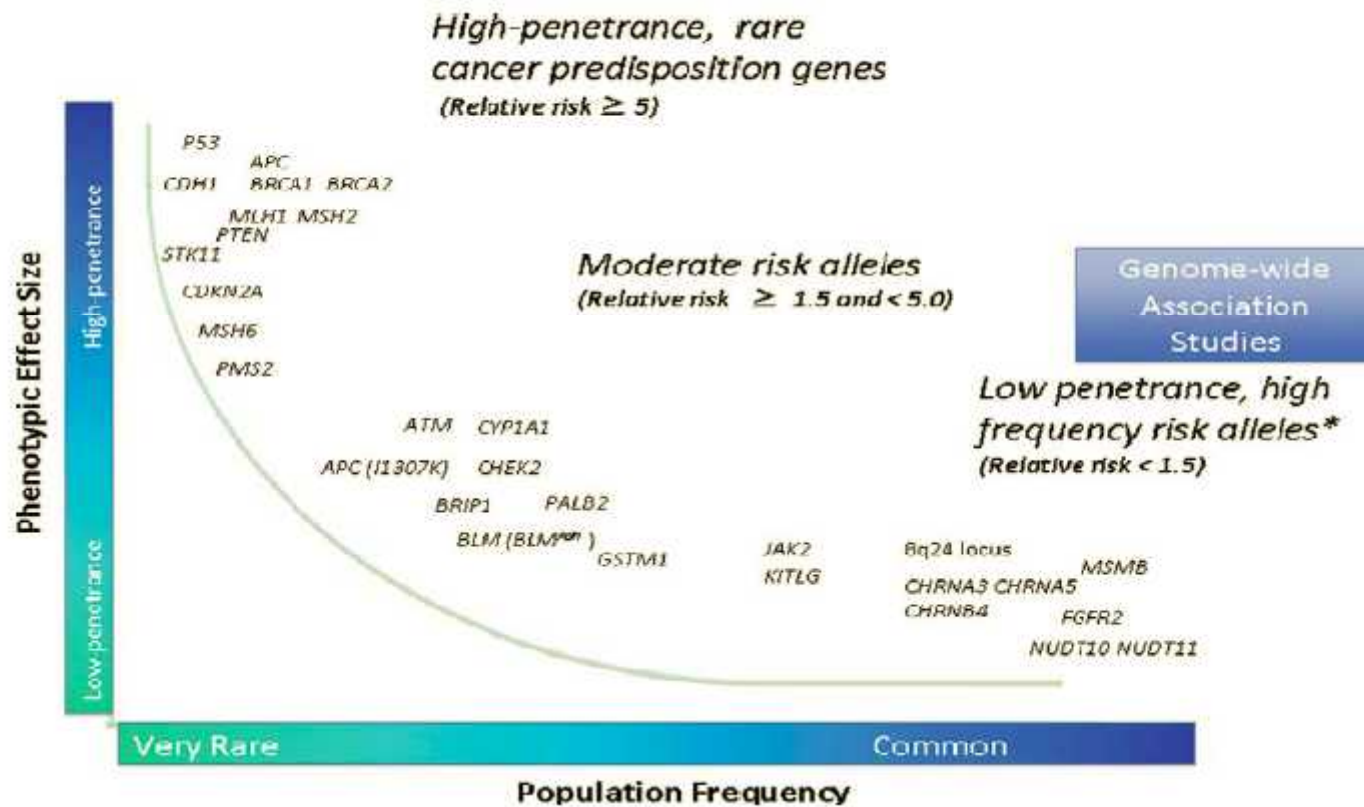 High-penetrance, rare
cancer predisposition genes
(Relative risk ≥ 5)
P53
APC
CDH1 BRCA1 BRCA2
MLH1 MSH2
PTEN
STK11
CDKN2A
MSH6
PMS2
Moderate risk alleles
(Relative risk ≥ 1.5 and < 5.0)
Genome-wide
Association
Studies
Low penetrance, high
frequency risk alleles*
(Relative risk < 1.5)
ATM CYP1A1
APC (I1307K) CHEK2
BRIP1 PALB2
BLM (BLM)
GSTM1
JAK2
KITLG
8q24 locus
MSMB
CHRNA3 CHRNA5
CHRNB4
FGFR2
NUDT10 NUDT11
Phenotypic Effect Size
High-penetrance
Low-penetrance
Very Rare
Common
Population Frequency